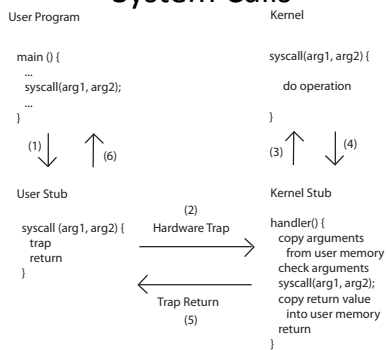 System Calls
User Program
main () {
...
syscall(arg1, arg2);
...
}
(1)
(6)
User Stub
syscall (arg1, arg2) {
trap
return
}
(2)
Hardware Trap
Trap Return
(5)
Kernel
syscall(arg1, arg2) {
do operation
}
(3)
(4)
Kernel Stub
handler() {
copy arguments
from user memory
check arguments
syscall(arg1, arg2);
copy return value
into user memory
return
}